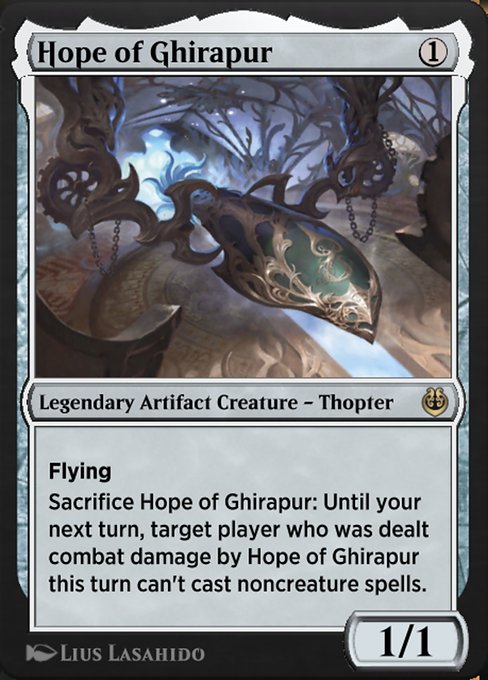 Hope of Ghirapur 1
Legendary Artifact Creature – Thopter
Flying
Sacrifice Hope of Ghirapur: Until your
next turn, target player who was dealt
combat damage by Hope of Ghirapur
this turn can't cast noncreature spells.
1/1
Lius Lasahido